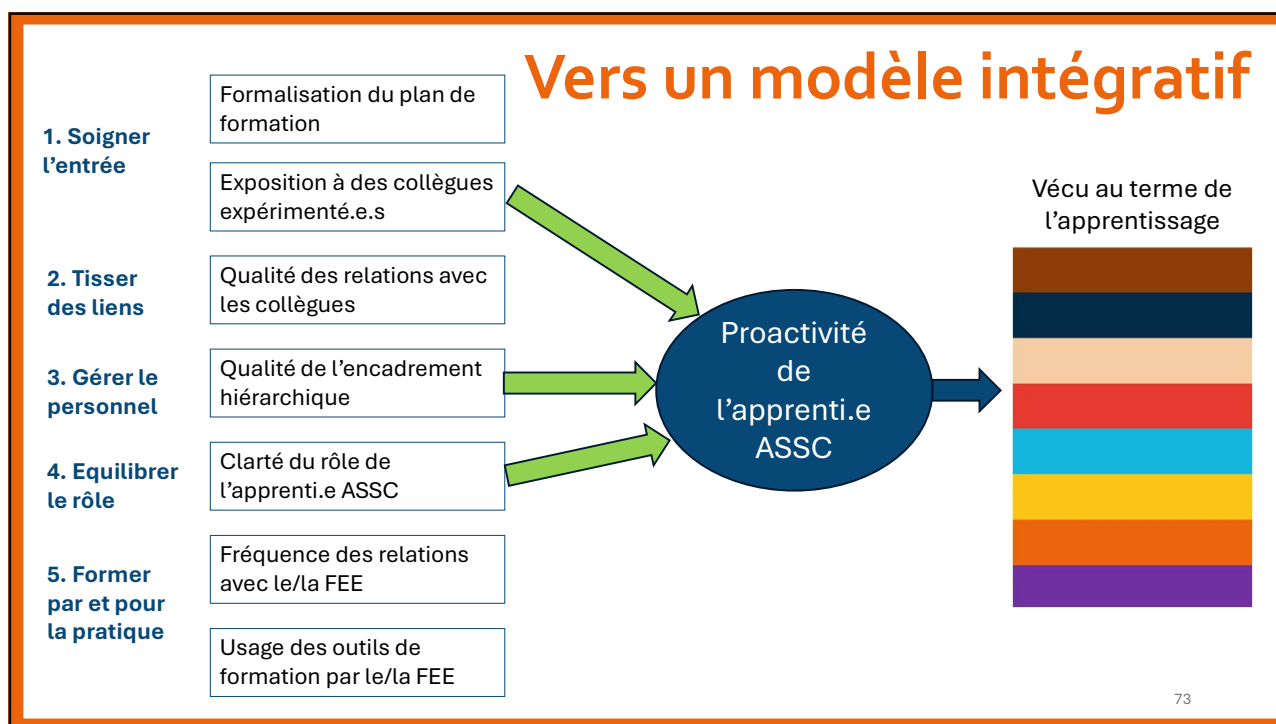 Vers un modèle intégratif
1. Soigner
l'entrée
Formalisation du plan de
formation
Exposition à des collègues
expérimenté.e.s
2. Tisser
des liens
Qualité des relations avec
les collègues
3. Gérer le
personnel
Qualité de l'encadrement
hiérarchique
4. Equilibrer
le rôle
Clarté du rôle de
l'apprenti.e ASSC
5. Former
par et pour
la pratique
Fréquence des relations
avec le/la FEE
Usage des outils de
formation par le/la FEE
Proactivité
de
l'apprenti.e
ASSC
Vécu au terme de
l'apprentissage
73